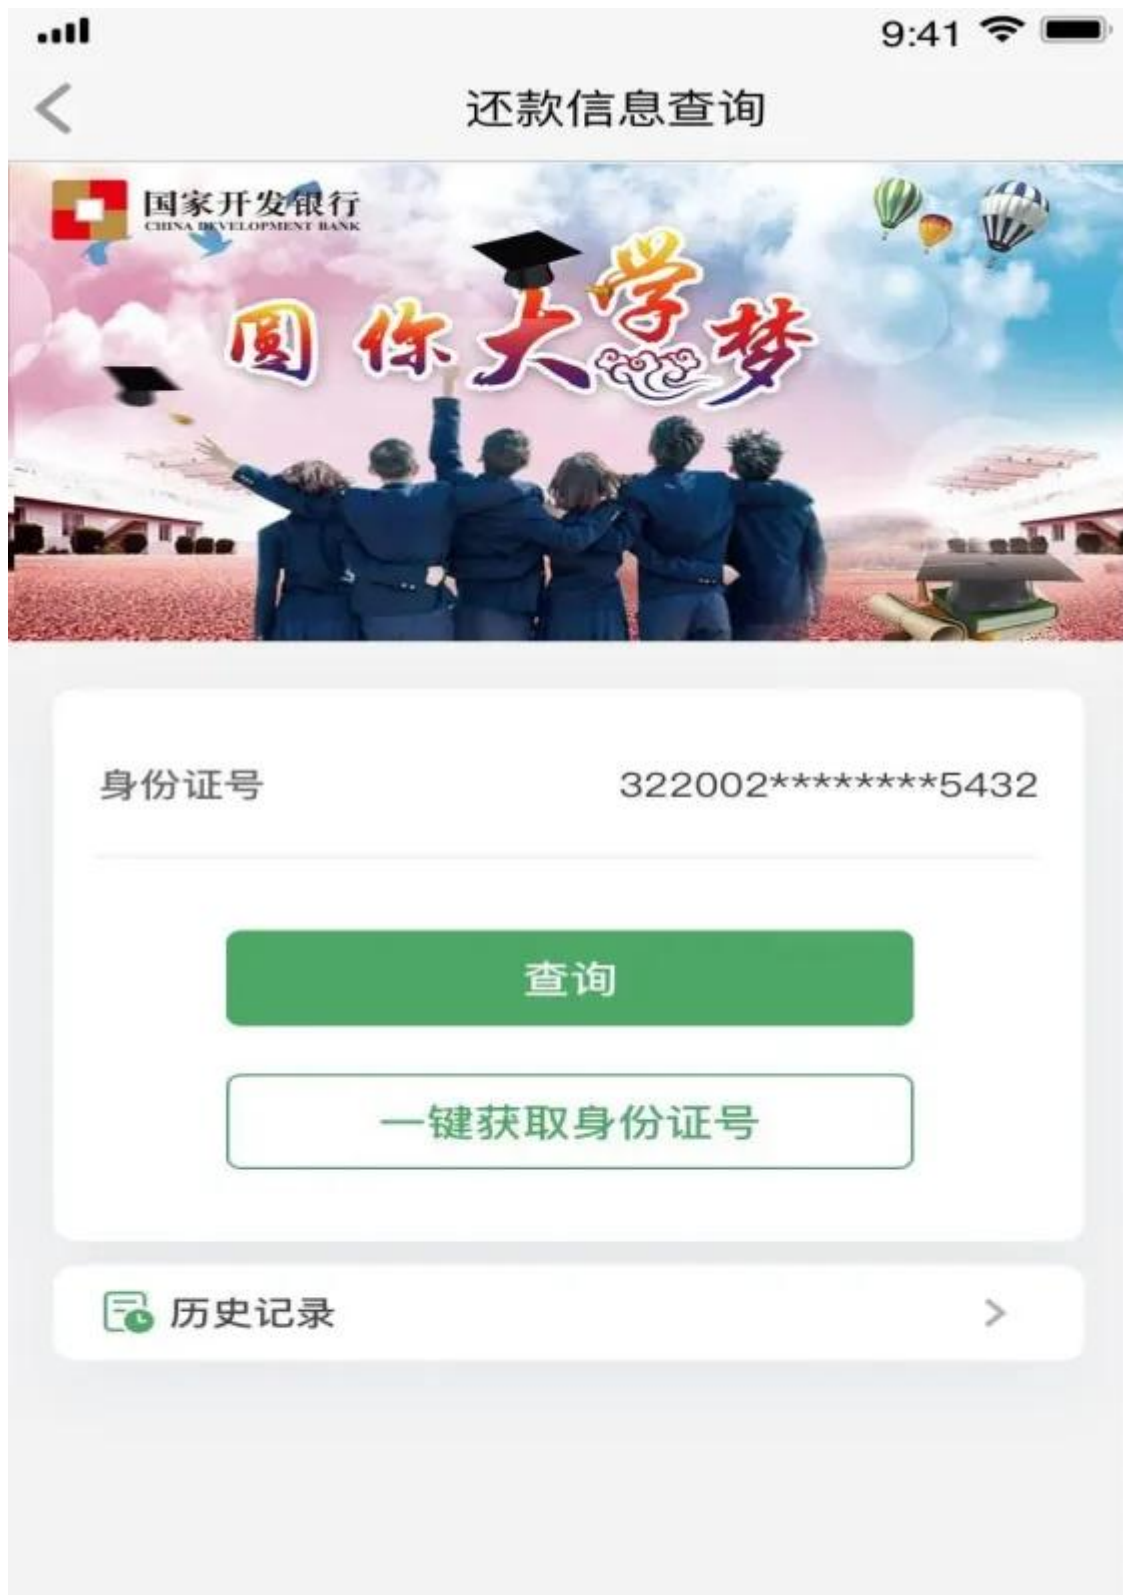 9:41
还款信息查询
国家开发银行
CHINA DEVELOPMENT BANK
圆你大学梦
身份证号 322002********5432
查询
一键获取身份证号
历史记录